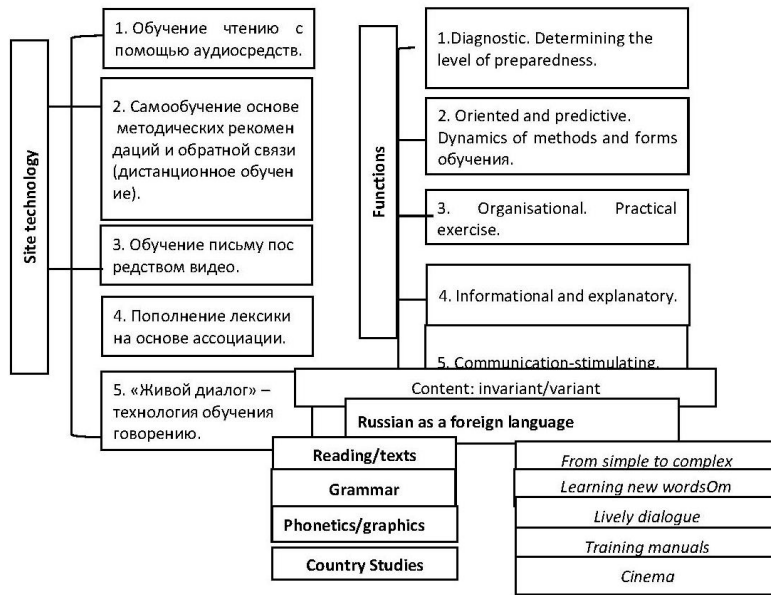 Site technology
1. Обучение чтению с
помощью аудиосредств.
2. Самообучение основе
методических рекомен
даций и обратной связи
(дистанционное обучен
ие).
3. Обучение письму пос
редством видео.
4. Пополнение лексики
на основе ассоциации.
5. «Живой диалог» –
технология обучения
говорению.
Functions
1.Diagnostic. Determining the
level of preparedness.
2. Oriented and predictive.
Dynamics of methods and forms
обучения.
3. Organisational. Practical
exercise.
4. Informational and explanatory.
5. Communication-stimulating.
Content: invariant/variant
Russian as a foreign language
Reading/texts
Grammar
Phonetics/graphics
Country Studies
From simple to complex
Learning new wordsOm
Lively dialogue
Training manuals
Cinema